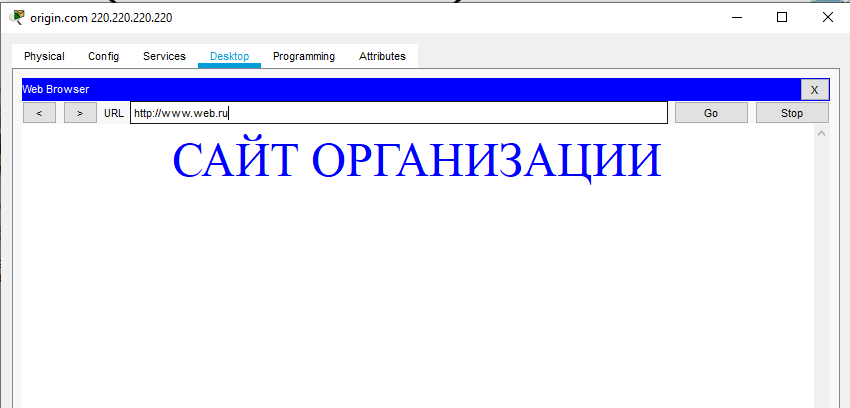 origin.com 220.220.220.220
Physical Config Services Desktop Programming Attributes
Web Browser X
< > URL http://www.web.ru Go Stop
САЙТ ОРГАНИЗАЦИИ